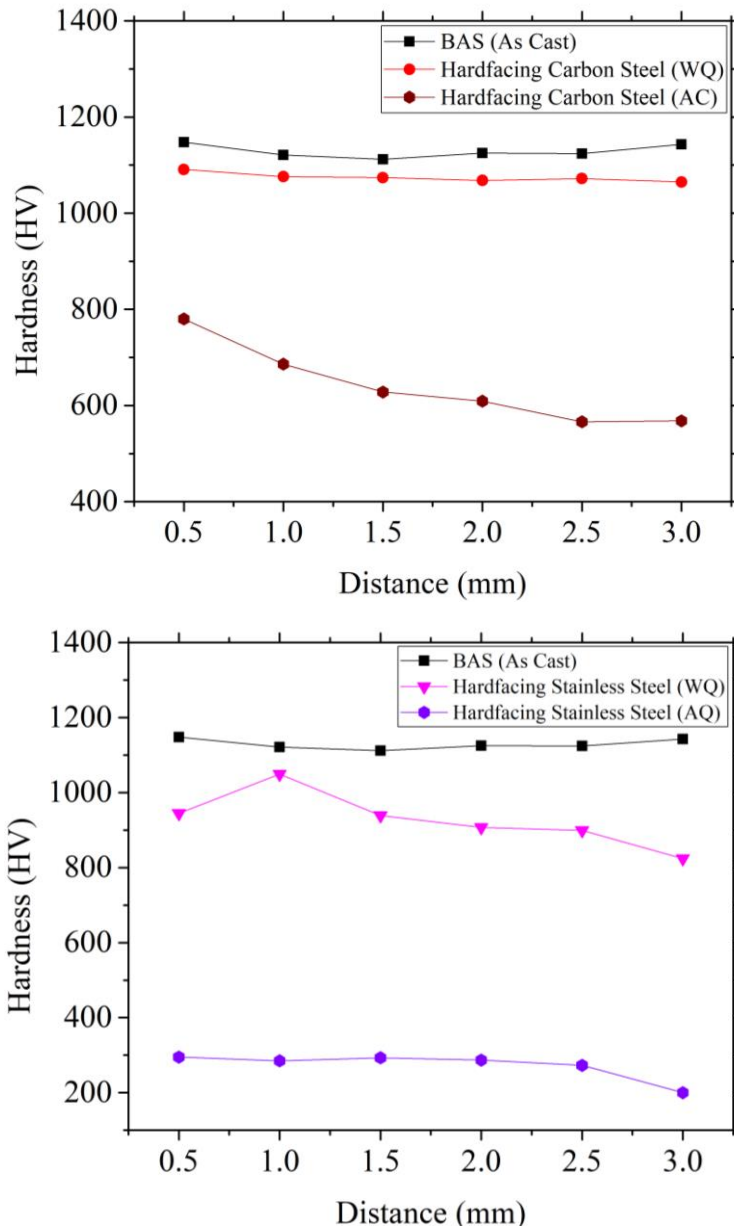 1400
1200
1000
800
600
400
Hardness (HV)
BAS (As Cast)
Hardfacing Carbon Steel (WQ)
Hardfacing Carbon Steel (AC)
0.5 1.0 1.5 2.0 2.5 3.0
Distance (mm)
1400
1200
1000
800
600
400
200
Hardness (HV)
BAS (As Cast)
Hardfacing Stainless Steel (WQ)
Hardfacing Stainless Steel (AQ)
0.5 1.0 1.5 2.0 2.5 3.0
Distance (mm)